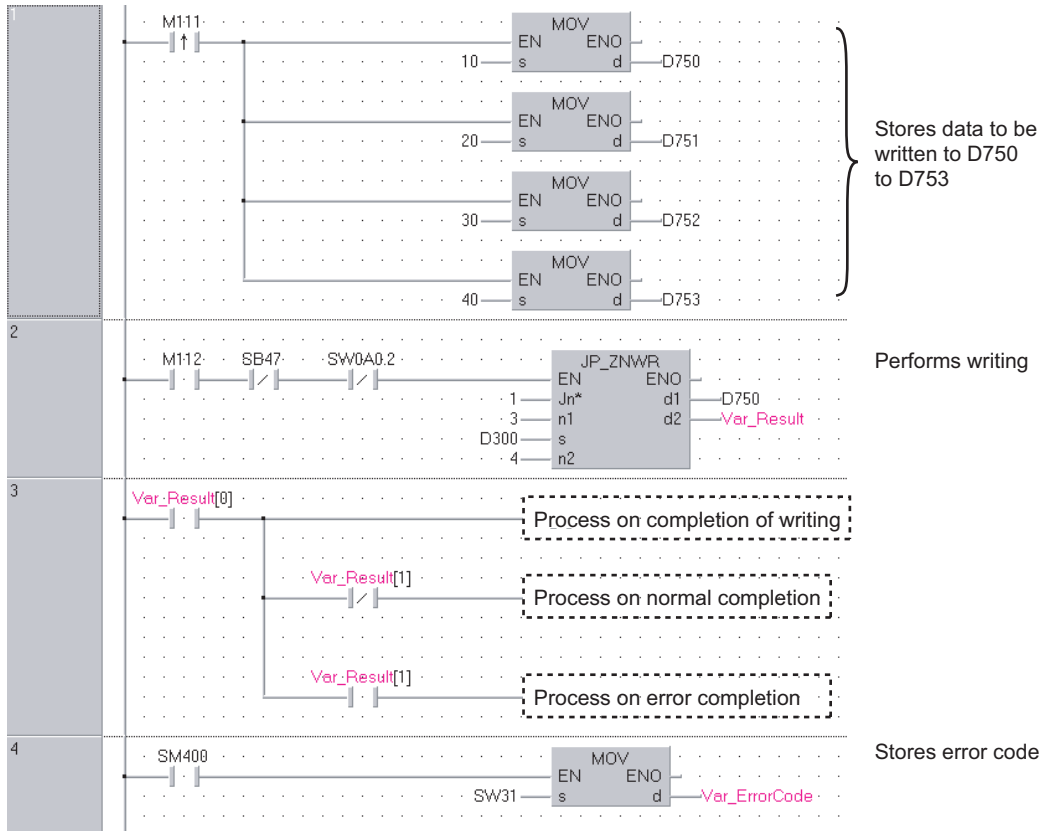 1
M111
MOV
EN ENO
10 s d D750
MOV
EN ENO
20 s d D751
MOV
EN ENO
30 s d D752
MOV
EN ENO
40 s d D753
Stores data to be
written to D750
to D753
2
M112 SB47 SW0A0.2
JP_ZNWR
EN ENO
1 Jn* d1 D750
3 n1 d2 Var_Result
D300 s
4 n2
Performs writing
3
Var_Result[0]
Process on completion of writing
Var_Result[1]
Process on normal completion
Var_Result[1]
Process on error completion
4
SM400
MOV
EN ENO
SW31 s d Var_ErrorCode
Stores error code